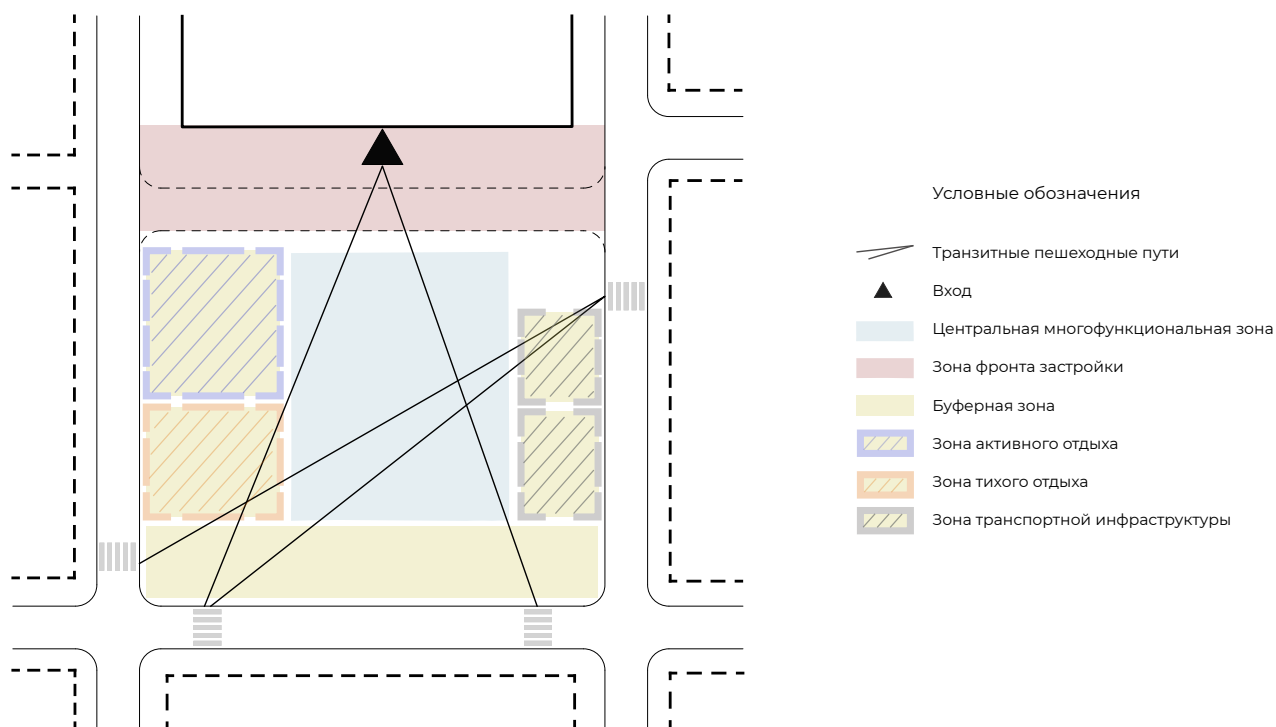 Условные обозначения
Транзитные пешеходные пути
Вход
Центральная многофункциональная зона
Зона фронта застройки
Буферная зона
Зона активного отдыха
Зона тихого отдыха
Зона транспортной инфраструктуры